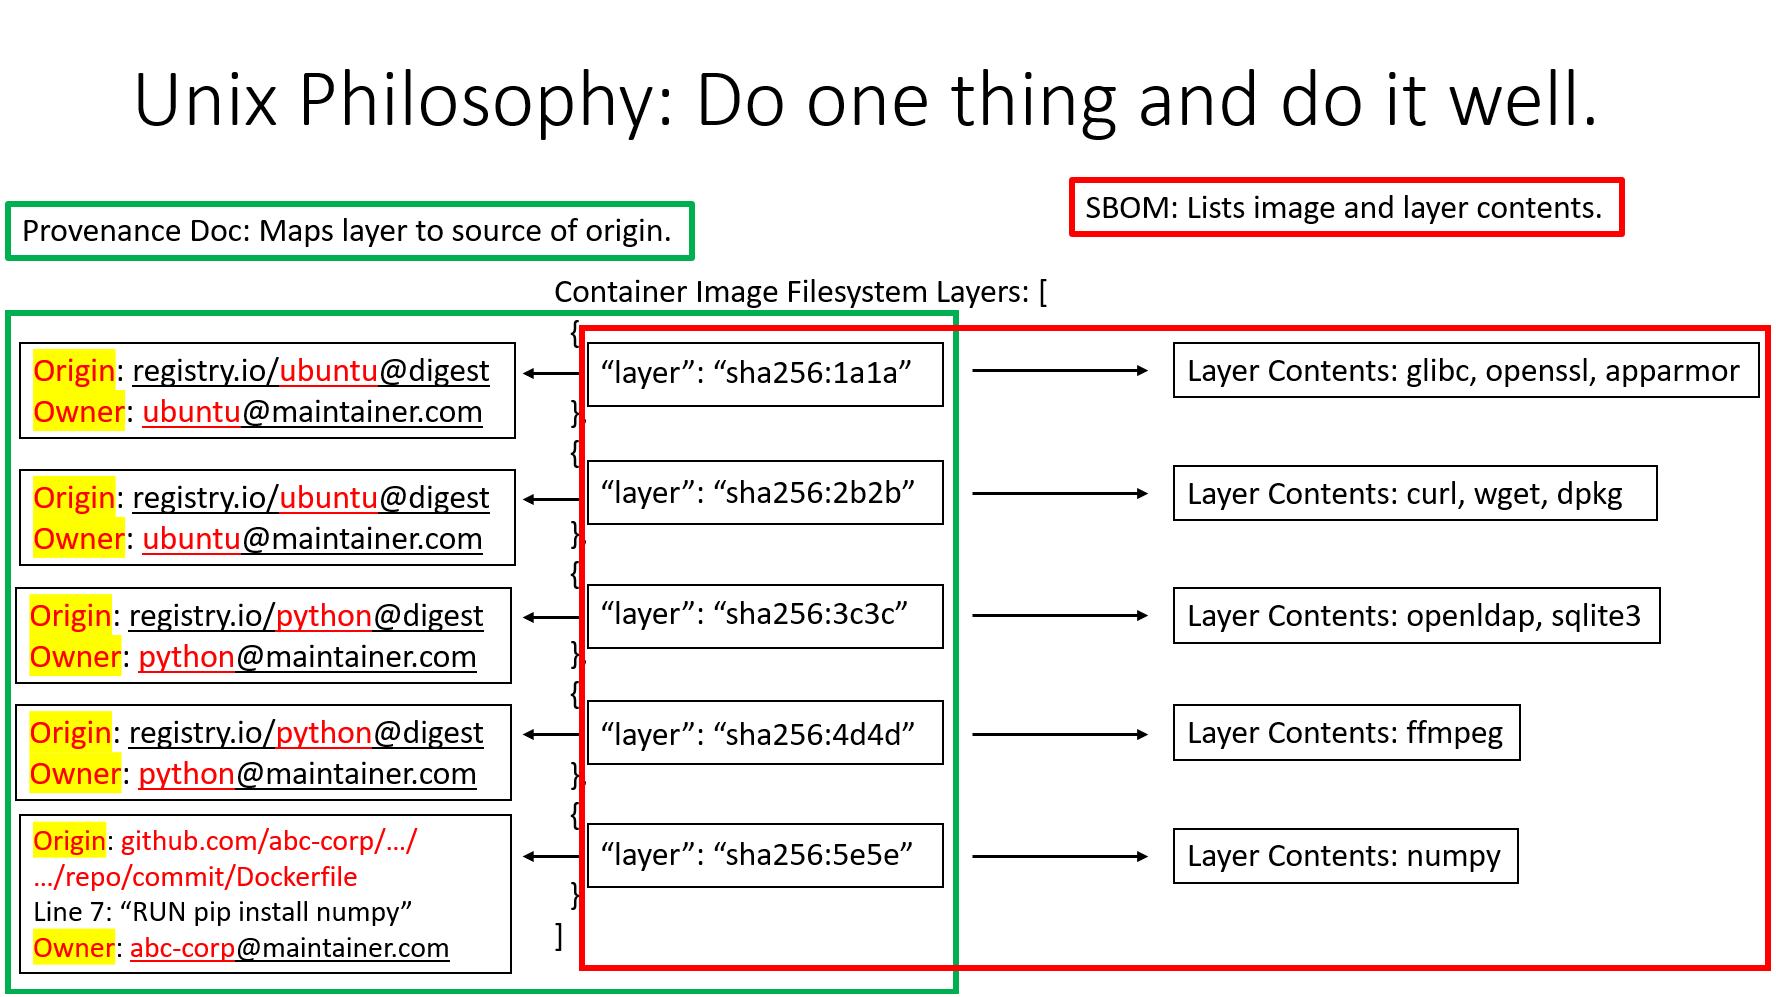 Unix Philosophy: Do one thing and do it well.
Provenance Doc: Maps layer to source of origin.
SBOM: Lists image and layer contents.
Container Image Filesystem Layers: [
{
Origin: registry.io/ubuntu@digest
Owner: ubuntu@maintainer.com
“layer”: “sha256:1a1a”
Layer Contents: glibc, openssl, apparmor
},
{
Origin: registry.io/ubuntu@digest
Owner: ubuntu@maintainer.com
“layer”: “sha256:2b2b”
Layer Contents: curl, wget, dpkg
},
{
Origin: registry.io/python@digest
Owner: python@maintainer.com
“layer”: “sha256:3c3c”
Layer Contents: openldap, sqlite3
},
{
Origin: registry.io/python@digest
Owner: python@maintainer.com
“layer”: “sha256:4d4d”
Layer Contents: ffmpeg
},
{
Origin: github.com/abc-corp/…/
…/repo/commit/Dockerfile
Line 7: “RUN pip install numpy”
Owner: abc-corp@maintainer.com
“layer”: “sha256:5e5e”
Layer Contents: numpy
}
]